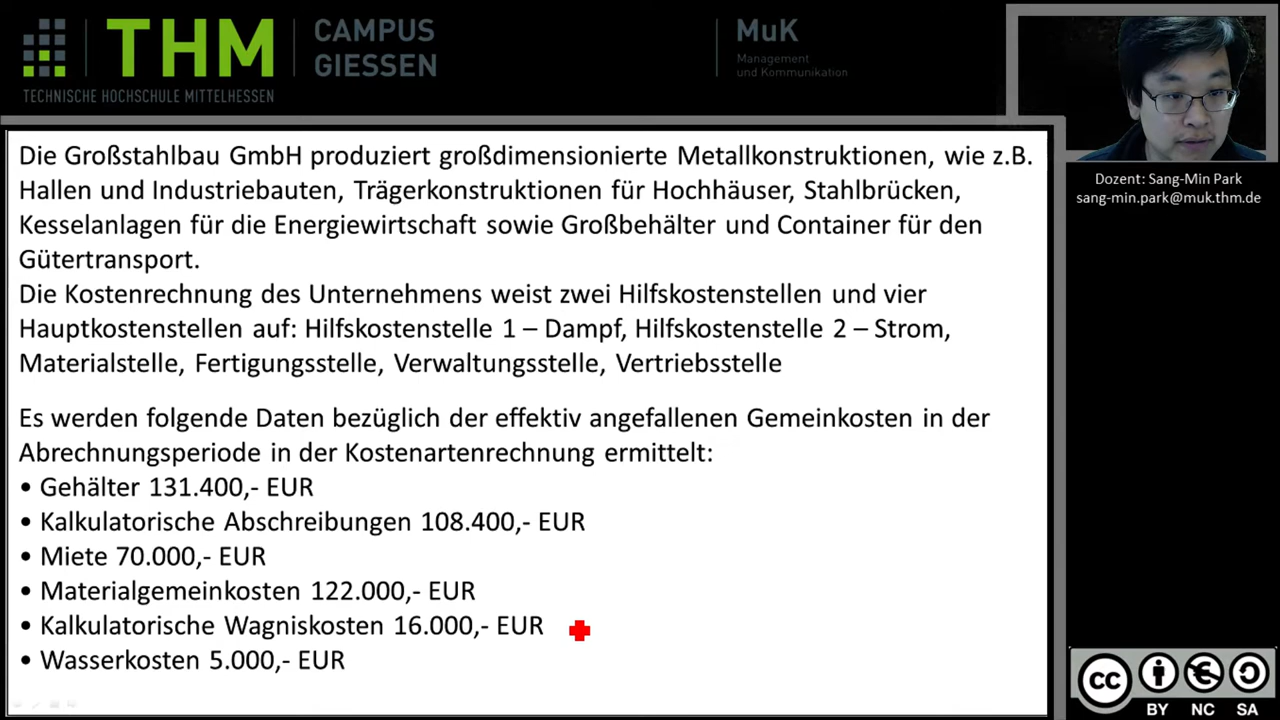 THM
CAMPUS
GIESSEN
TECHNISCHE HOCHSCHULE MITTELHESSEN
MuK
Management
und Kommunikation
Dozent: Sang-Min Park
sang-min.park@muk.thm.de
Die Großstahlbau GmbH produziert großdimensionierte Metallkonstruktionen, wie z.B.
Hallen und Industriebauten, Trägerkonstruktionen für Hochhäuser, Stahlbrücken,
Kesselanlagen für die Energiewirtschaft sowie Großbehälter und Container für den
Gütertransport.
Die Kostenrechnung des Unternehmens weist zwei Hilfskostenstellen und vier
Hauptkostenstellen auf: Hilfskostenstelle 1 – Dampf, Hilfskostenstelle 2 – Strom,
Materialstelle, Fertigungsstelle, Verwaltungsstelle, Vertriebsstelle
Es werden folgende Daten bezüglich der effektiv angefallenen Gemeinkosten in der
Abrechnungsperiode in der Kostenartenrechnung ermittelt:
• Gehälter 131.400,- EUR
• Kalkulatorische Abschreibungen 108.400,- EUR
• Miete 70.000,- EUR
• Materialgemeinkosten 122.000,- EUR
• Kalkulatorische Wagniskosten 16.000,- EUR
• Wasserkosten 5.000,- EUR
cc
BY NC SA